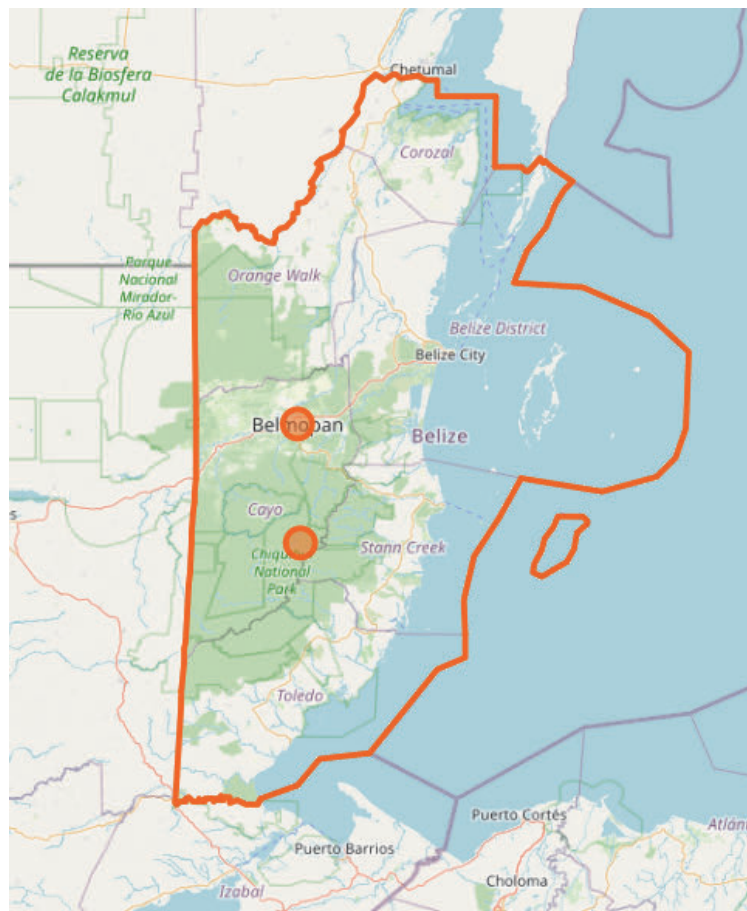 Reserva
de la Biosfera
Calakmul
Chetumal
Corozal
Parque
Nacional
Mirador-
Río Azul
Orange Walk
Belize District
Belize City
Belmopan
Belize
Cayo
Stann Creek
National
Park
Toledo
Puerto Cortés
Puerto Barrios
Choloma
Izabal